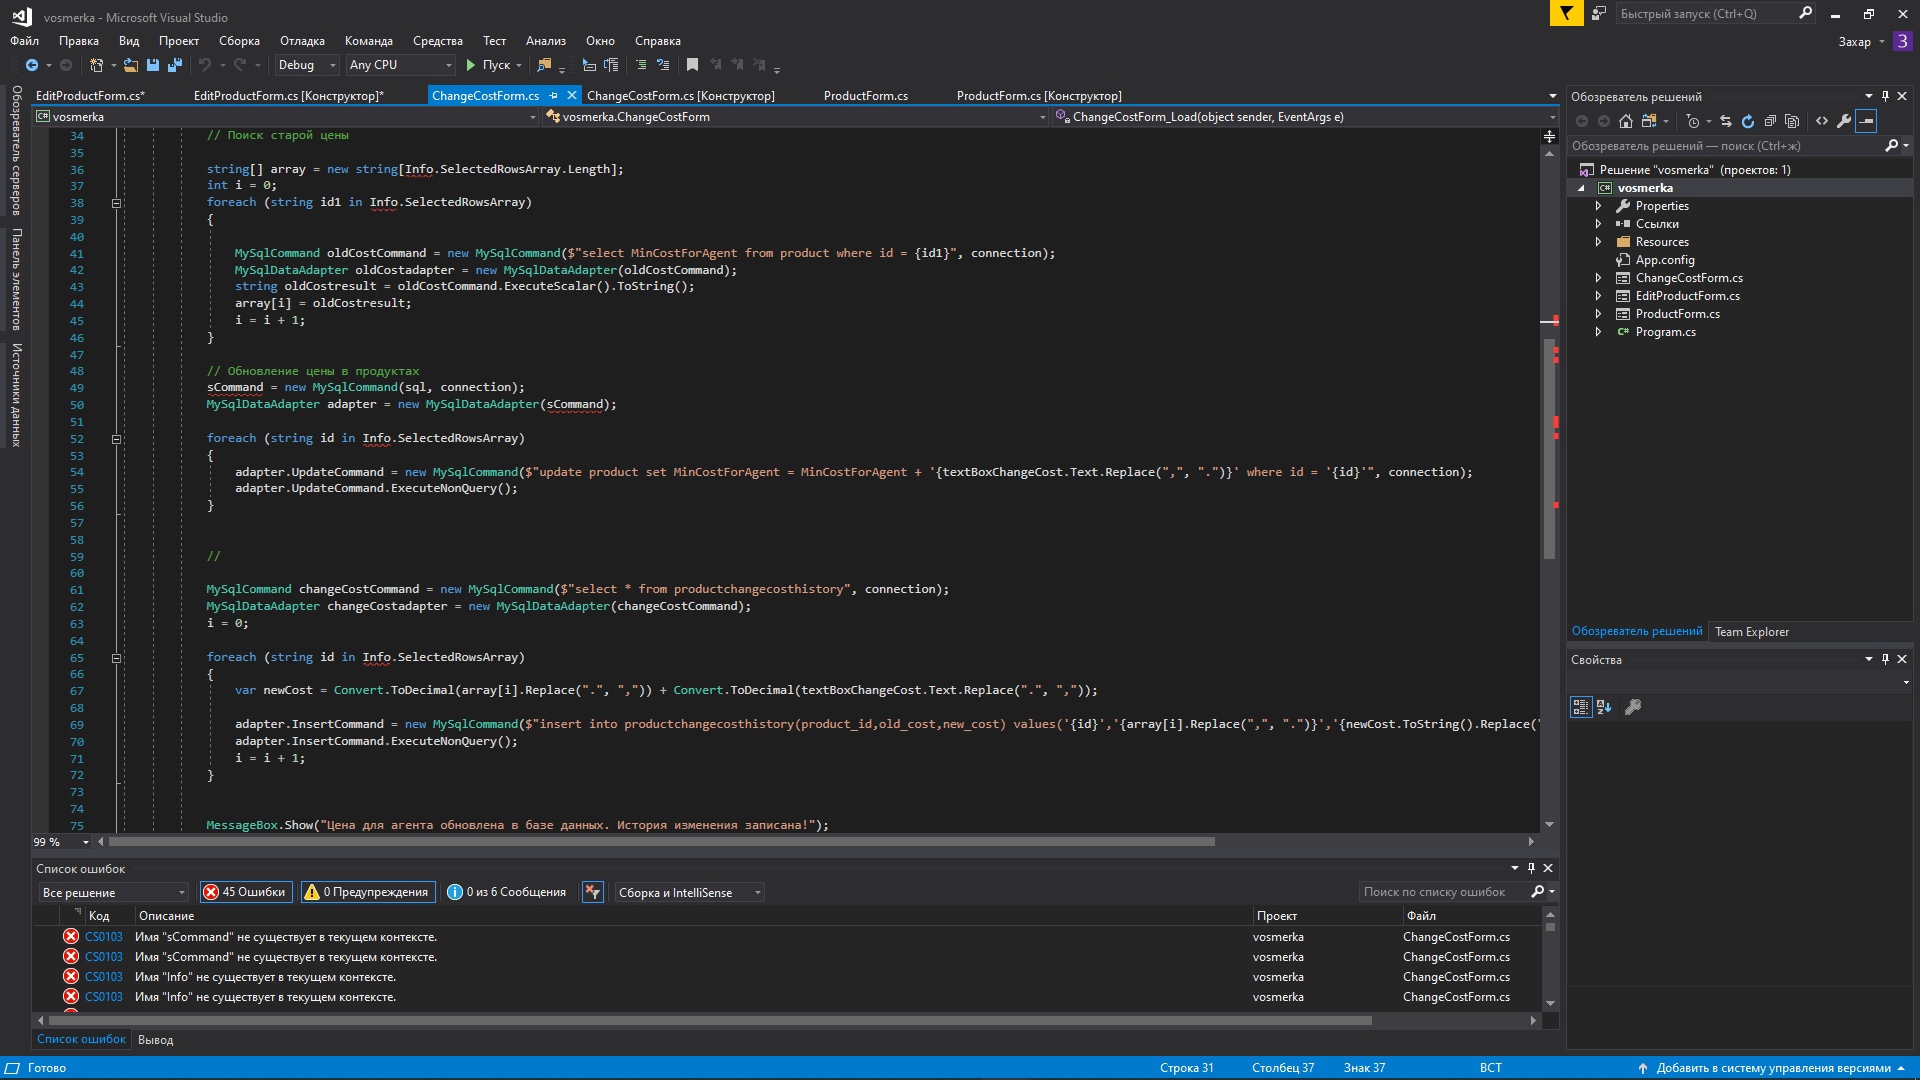 vosmerka - Microsoft Visual Studio
Быстрый запуск (Ctrl+Q)
Файл Правка Вид Проект Сборка Отладка Команда Средства Тест Анализ Окно Справка
Захар З
Debug Any CPU Пуск
EditProductForm.cs* EditProductForm.cs [Конструктор]* ChangeCostForm.cs ChangeCostForm.cs [Конструктор] ProductForm.cs ProductForm.cs [Конструктор]
C# vosmerka vosmerka.ChangeCostForm ChangeCostForm_Load(object sender, EventArgs e)
Обозреватель серверов
Панель элементов
Источники данных
34 // Поиск старой цены
35
36 string[] array = new string[Info.SelectedRowsArray.Length];
37 int i = 0;
38 foreach (string id1 in Info.SelectedRowsArray)
39 {
40
41 MySqlCommand oldCostCommand = new MySqlCommand($"select MinCostForAgent from product where id = {id1}", connection);
42 MySqlDataAdapter oldCostadapter = new MySqlDataAdapter(oldCostCommand);
43 string oldCostresult = oldCostCommand.ExecuteScalar().ToString();
44 array[i] = oldCostresult;
45 i = i + 1;
46 }
47
48 // Обновление цены в продуктах
49 sCommand = new MySqlCommand(sql, connection);
50 MySqlDataAdapter adapter = new MySqlDataAdapter(sCommand);
51
52 foreach (string id in Info.SelectedRowsArray)
53 {
54 adapter.UpdateCommand = new MySqlCommand($"update product set MinCostForAgent = MinCostForAgent + '{textBoxChangeCost.Text.Replace(",", ".")}' where id = '{id}'", connection);
55 adapter.UpdateCommand.ExecuteNonQuery();
56 }
57
58
59 //
60
61 MySqlCommand changeCostCommand = new MySqlCommand($"select * from productchangecosthistory", connection);
62 MySqlDataAdapter changeCostadapter = new MySqlDataAdapter(changeCostCommand);
63 i = 0;
64
65 foreach (string id in Info.SelectedRowsArray)
66 {
67 var newCost = Convert.ToDecimal(array[i].Replace(".", ",")) + Convert.ToDecimal(textBoxChangeCost.Text.Replace(".", ","));
68
69 adapter.InsertCommand = new MySqlCommand($"insert into productchangecosthistory(product_id,old_cost,new_cost) values('{id}','{array[i].Replace(",", ".")}','{newCost.ToString().Replace("
70 adapter.InsertCommand.ExecuteNonQuery();
71 i = i + 1;
72 }
73
74
75 MessageBox.Show("Цена для агента обновлена в базе данных. История изменения записана!");
99 %
Обозреватель решений
Обозреватель решений — поиск (Ctrl+ж)
Решение "vosmerka" (проектов: 1)
C# vosmerka
Properties
Ссылки
Resources
App.config
ChangeCostForm.cs
EditProductForm.cs
ProductForm.cs
C# Program.cs
Обозреватель решений Team Explorer
Свойства
Список ошибок
Все решение 45 Ошибки 0 Предупреждения 0 из 6 Сообщения Сборка и IntelliSense Поиск по списку ошибок
Код Описание Проект Файл
CS0103 Имя "sCommand" не существует в текущем контексте. vosmerka ChangeCostForm.cs
CS0103 Имя "sCommand" не существует в текущем контексте. vosmerka ChangeCostForm.cs
CS0103 Имя "Info" не существует в текущем контексте. vosmerka ChangeCostForm.cs
CS0103 Имя "Info" не существует в текущем контексте. vosmerka ChangeCostForm.cs
Список ошибок Вывод
Готово Строка 31 Столбец 37 Знак 37 ВСТ Добавить в систему управления версиями